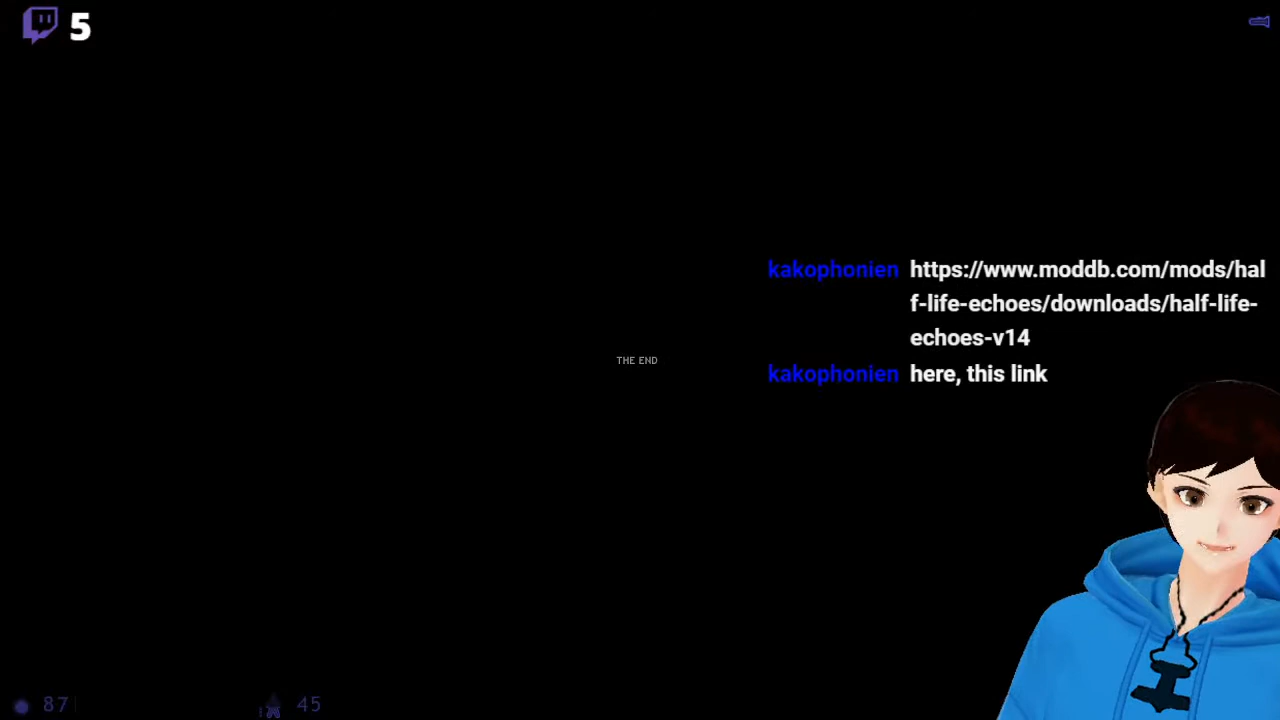 5
kakophonien https://www.moddb.com/mods/hal
f-life-echoes/downloads/half-life-
echoes-v14
THE END
kakophonien here, this link
87
45